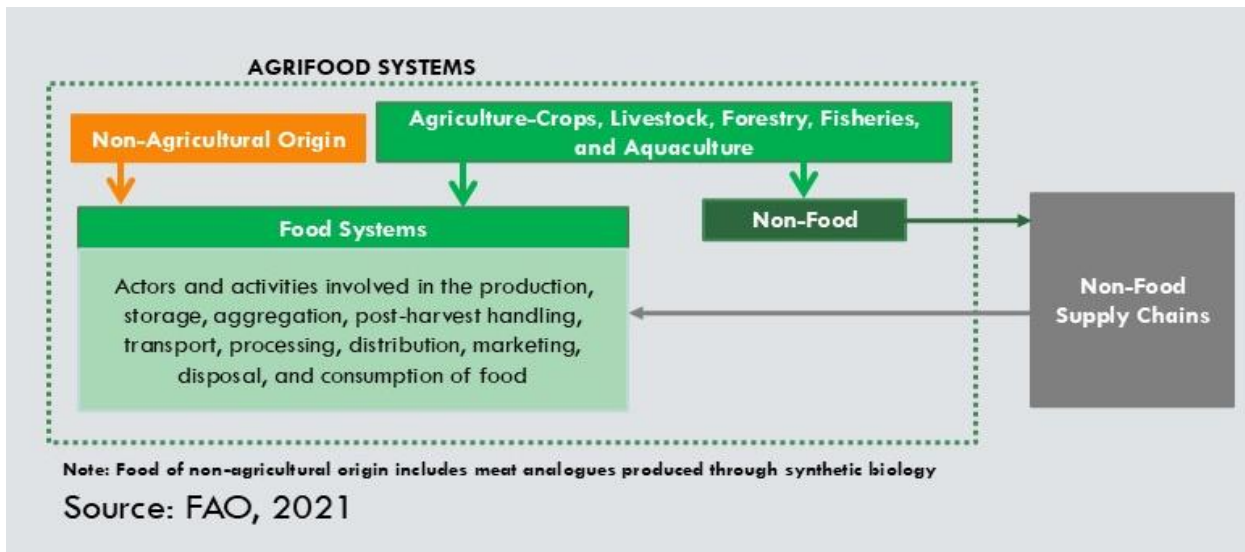 AGRIFOOD SYSTEMS
Non-Agricultural Origin
Agriculture-Crops, Livestock, Forestry, Fisheries,
and Aquaculture
Food Systems
Non-Food
Actors and activities involved in the production,
storage, aggregation, post-harvest handling,
transport, processing, distribution, marketing,
disposal, and consumption of food
Non-Food
Supply Chains
Note: Food of non-agricultural origin includes meat analogues produced through synthetic biology
Source: FAO, 2021